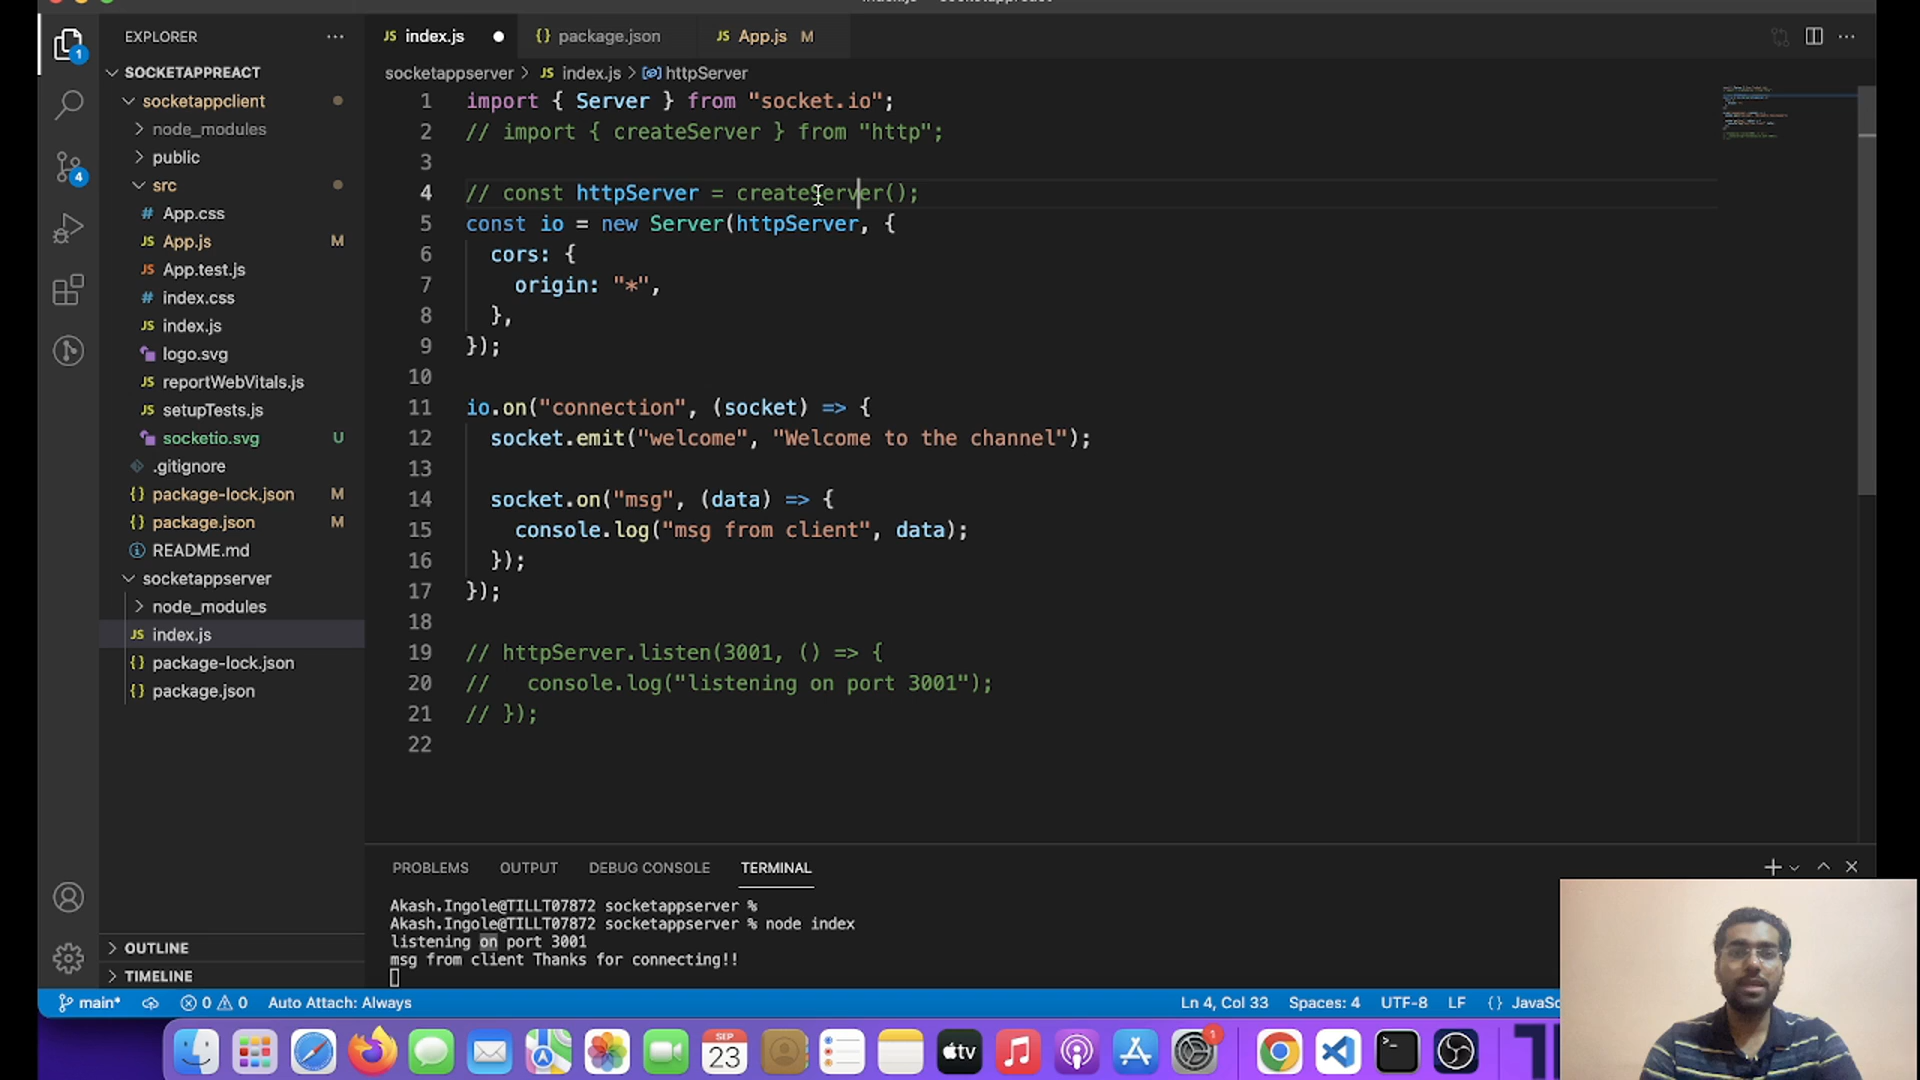 index.js — socketappreact
EXPLORER
index.js
package.json
App.js M
1
SOCKETAPPREACT
socketappserver > index.js > httpServer
socketappclient
node_modules
public
4
src
App.css
App.js M
App.test.js
index.css
index.js
logo.svg
reportWebVitals.js
setupTests.js
socketio.svg U
.gitignore
package-lock.json M
package.json M
README.md
socketappserver
node_modules
index.js
package-lock.json
package.json
OUTLINE
TIMELINE
1 import { Server } from "socket.io";
2 // import { createServer } from "http";
3
4 // const httpServer = createServer();
5 const io = new Server(httpServer, {
6 cors: {
7 origin: "*",
8 },
9 });
10
11 io.on("connection", (socket) => {
12 socket.emit("welcome", "Welcome to the channel");
13
14 socket.on("msg", (data) => {
15 console.log("msg from client", data);
16 });
17 });
18
19 // httpServer.listen(3001, () => {
20 // console.log("listening on port 3001");
21 // });
22
PROBLEMS OUTPUT DEBUG CONSOLE TERMINAL
Akash.Ingole@TILLT07872 socketappserver %
Akash.Ingole@TILLT07872 socketappserver % node index
listening on port 3001
msg from client Thanks for connecting!!
main* 0 0 Auto Attach: Always Ln 4, Col 33 Spaces: 4 UTF-8 LF {}
SEP
23
tv
1